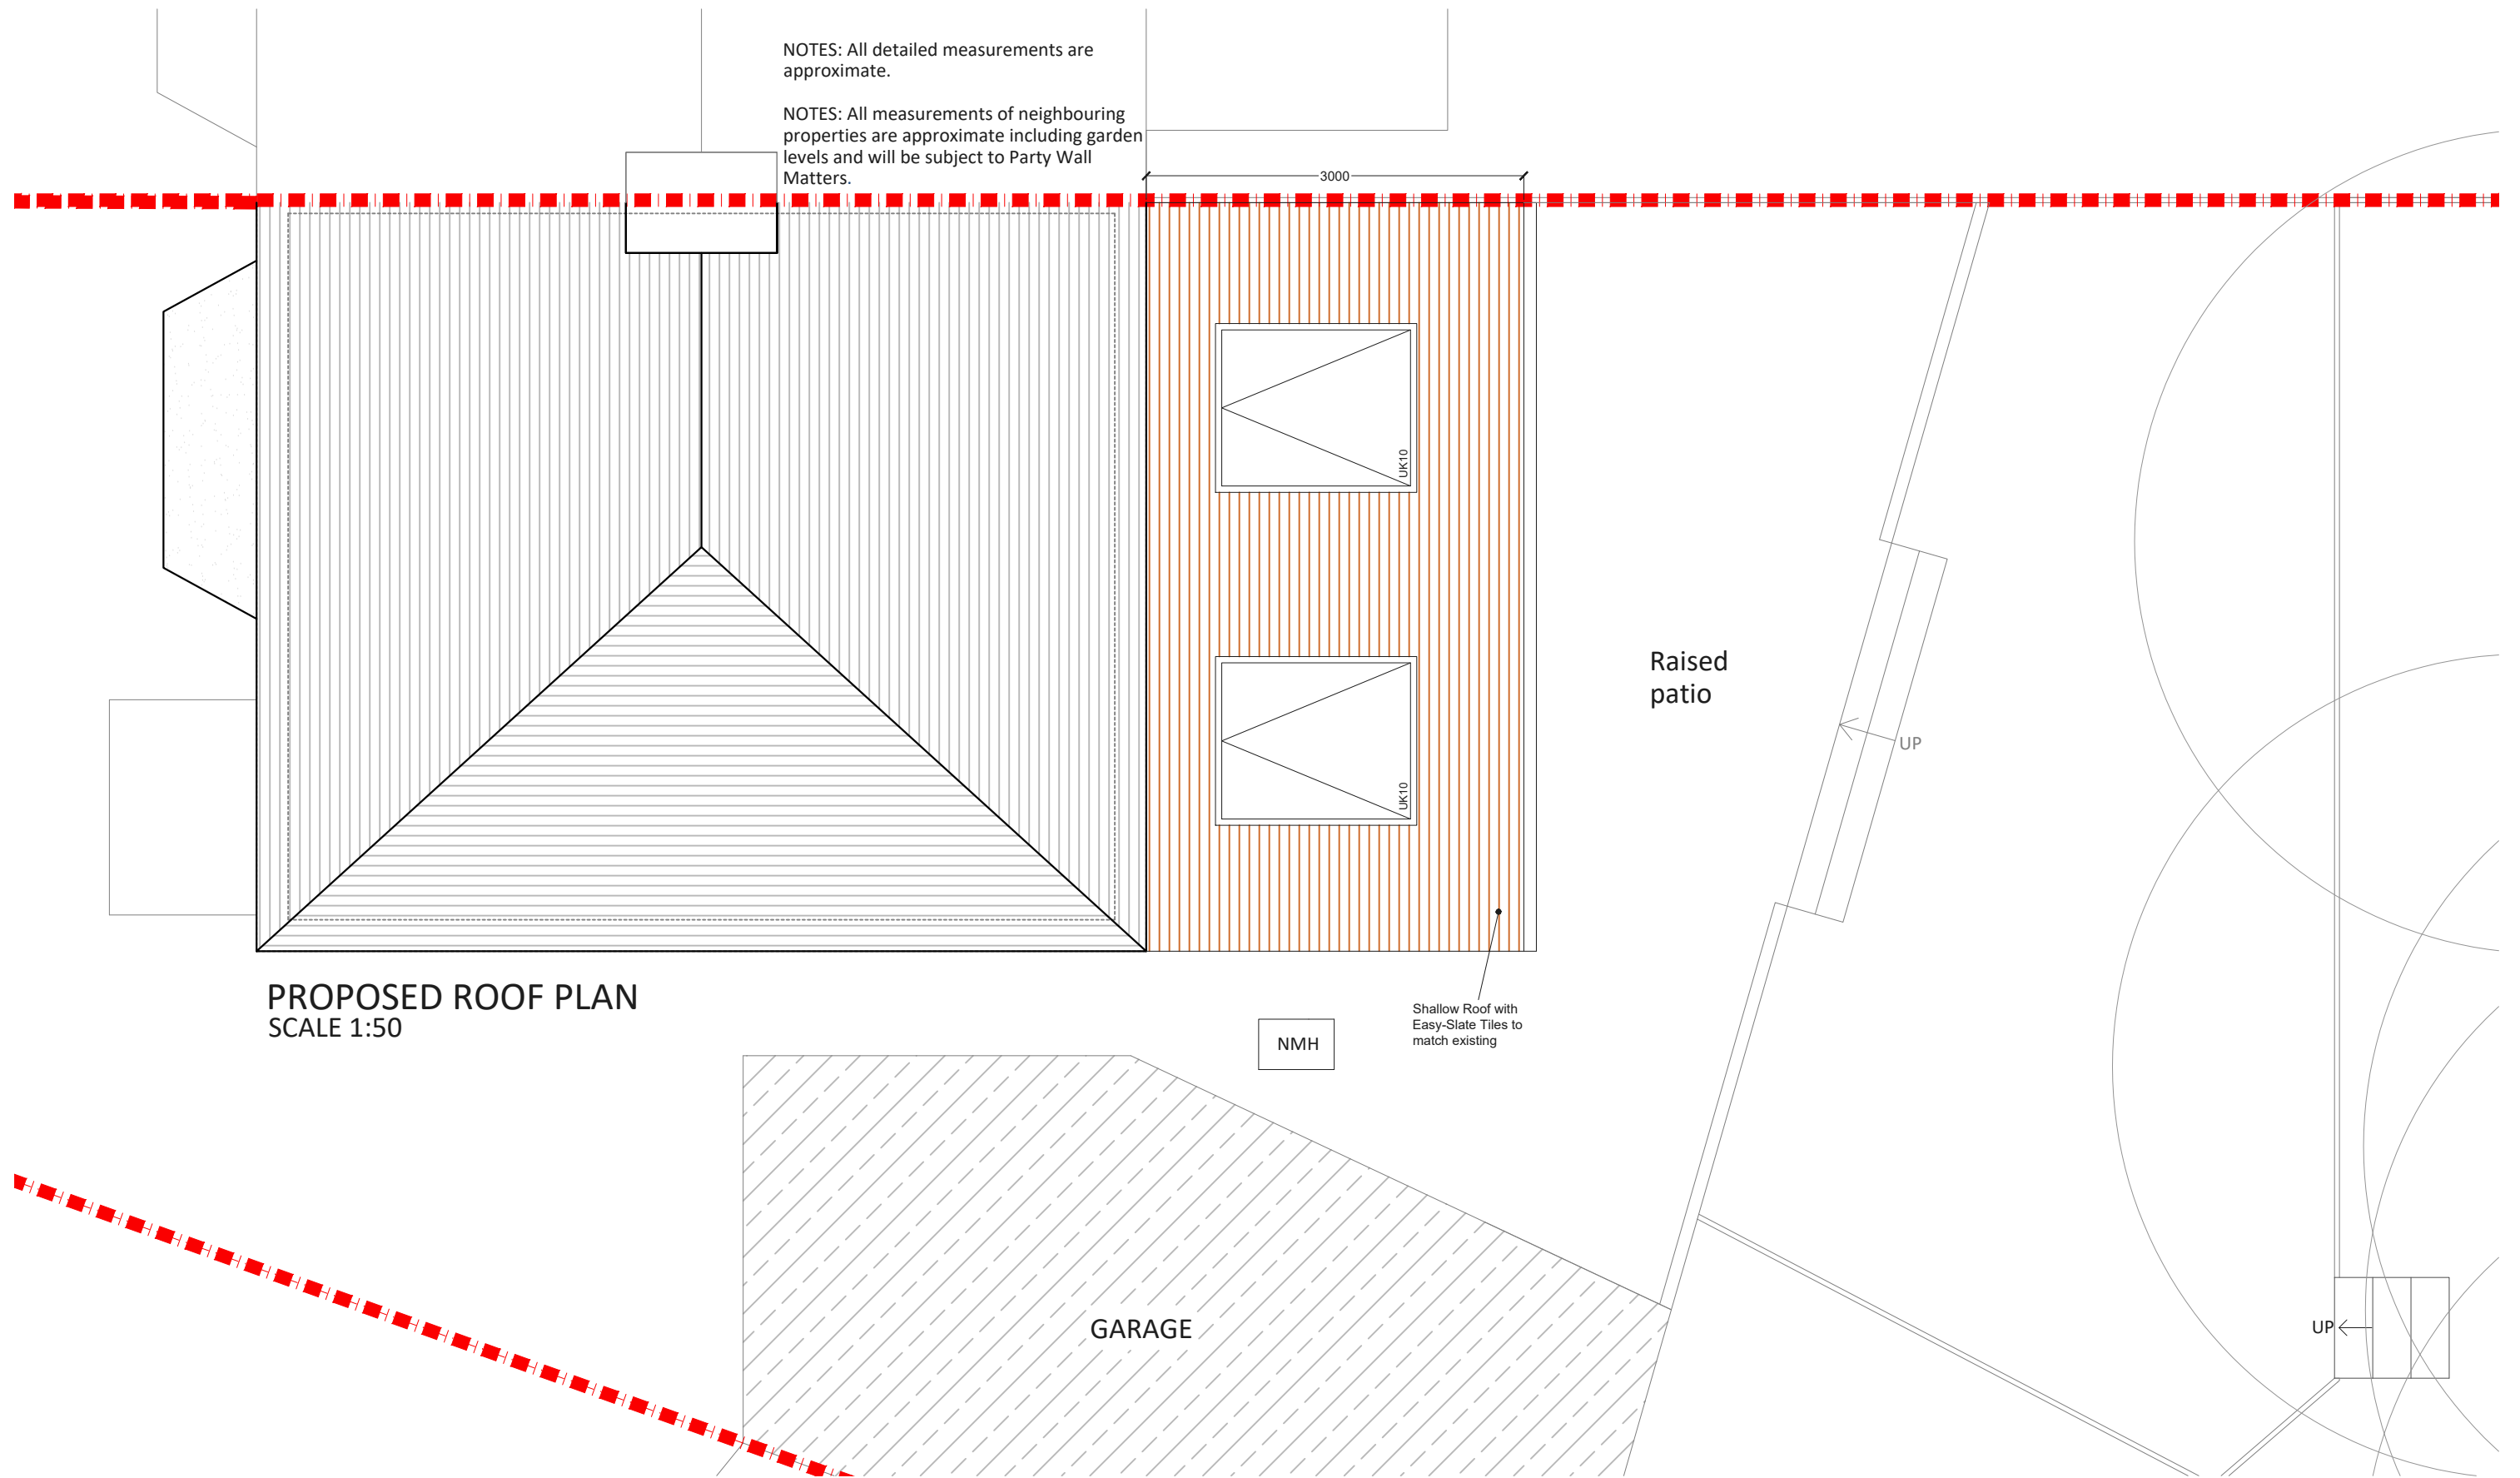 NOTES: All detailed measurements are
approximate.
NOTES: All measurements of neighbouring
properties are approximate including garden
levels and will be subject to Party Wall
Matters.
3000
UK10
Raised
patio
UP
UK10
PROPOSED ROOF PLAN
SCALE 1:50
Shallow Roof with
Easy-Slate Tiles to
match existing
NMH
GARAGE
UP